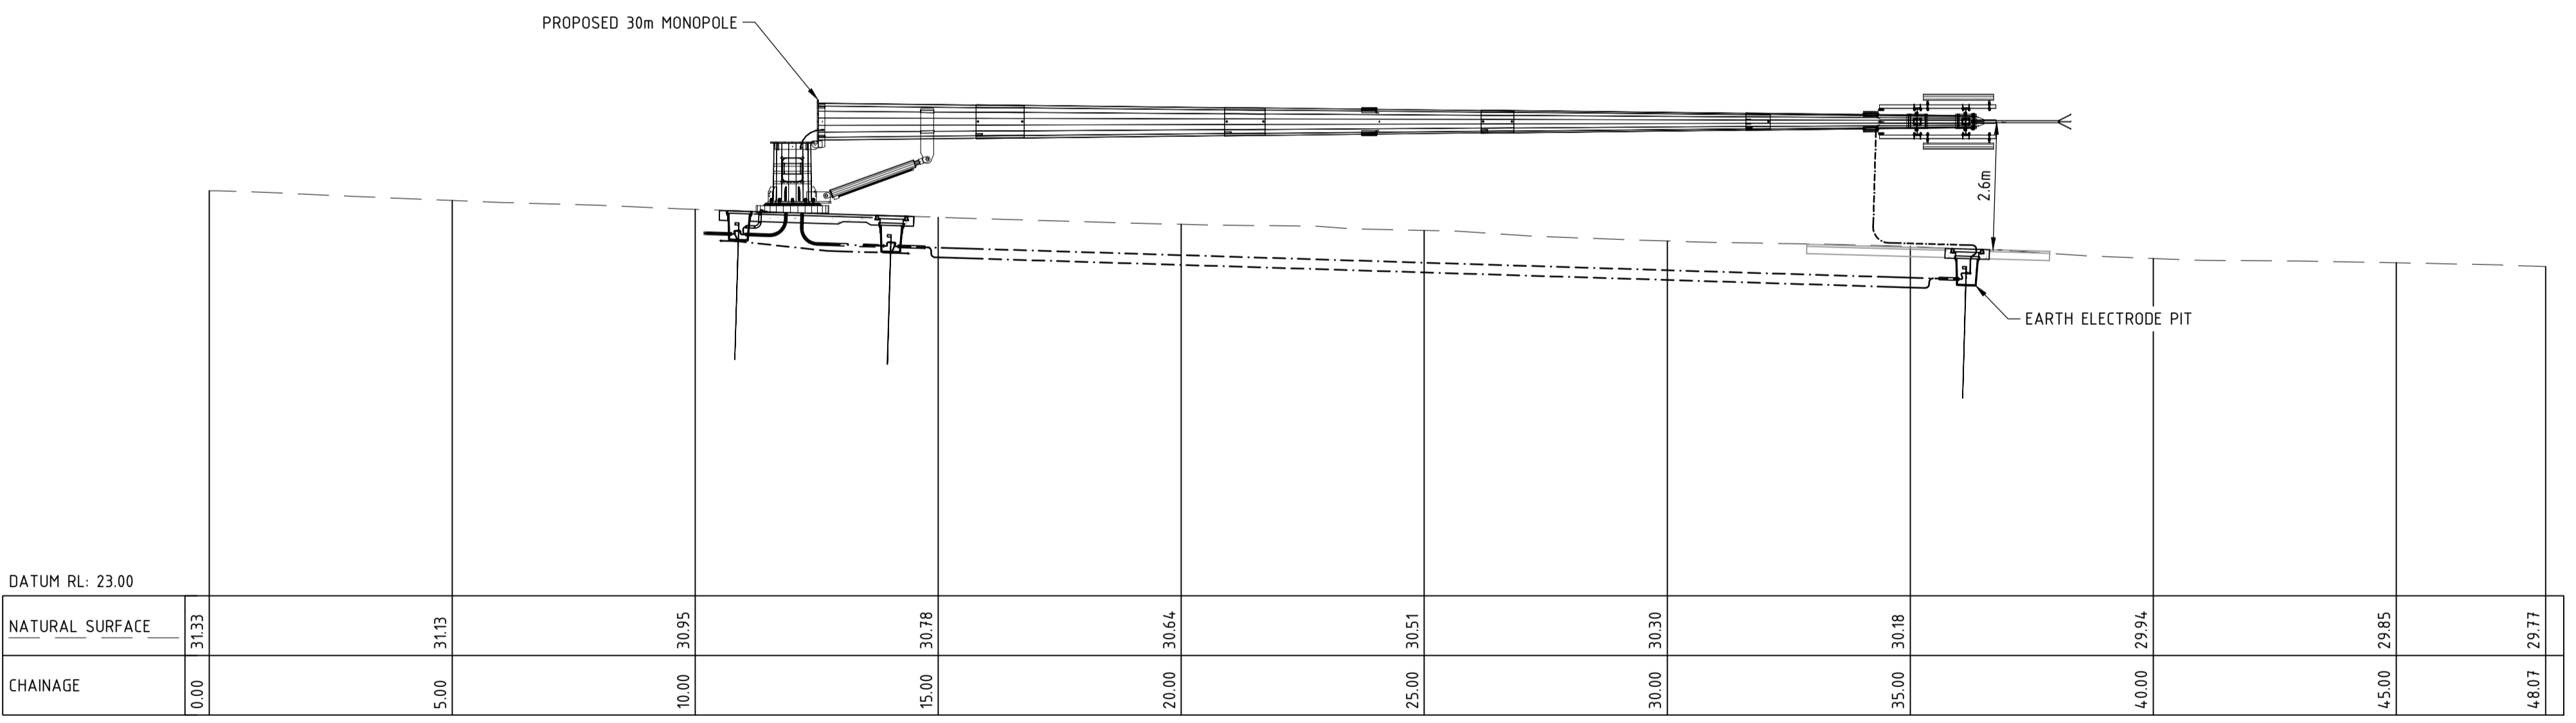 PROPOSED 30m MONOPOLE
2.6m
EARTH ELECTRODE PIT
DATUM RL: 23.00
NATURAL SURFACE 31.33 31.13 30.95 30.78 30.64 30.51 30.30 30.18 29.94 29.85 29.77
CHAINAGE 0.00 5.00 10.00 15.00 20.00 25.00 30.00 35.00 40.00 45.00 48.07